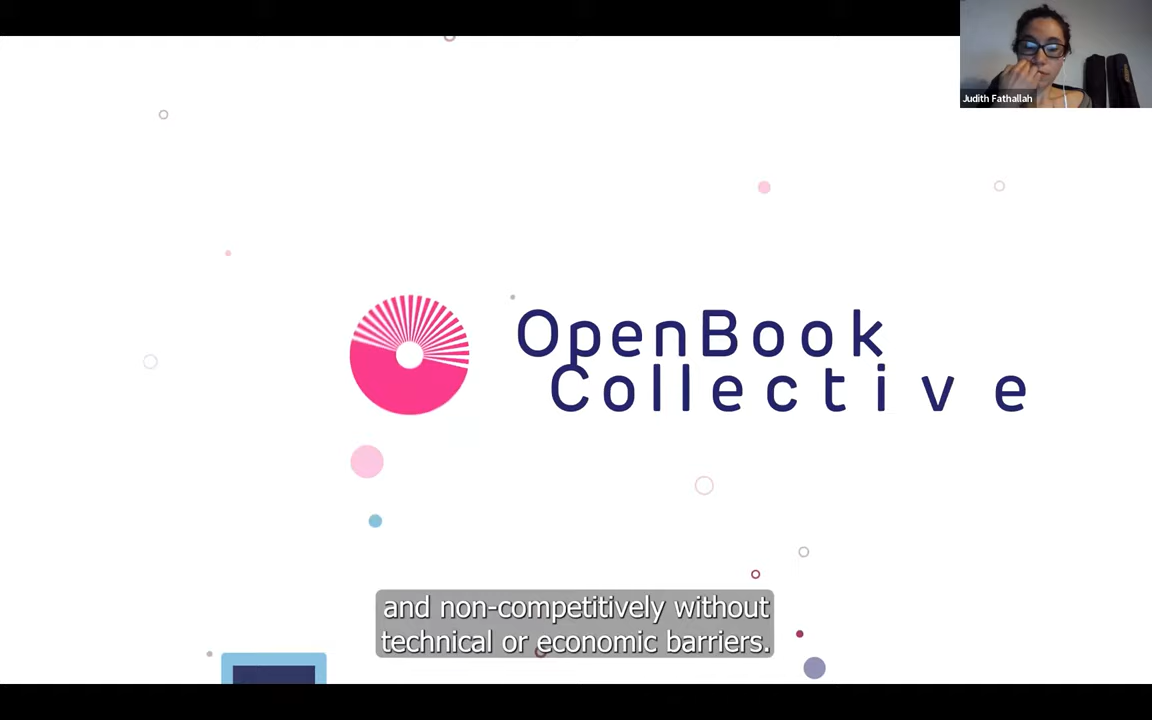 Judith Fathallah
OpenBook
Collective
and non-competitively without
technical or economic barriers.